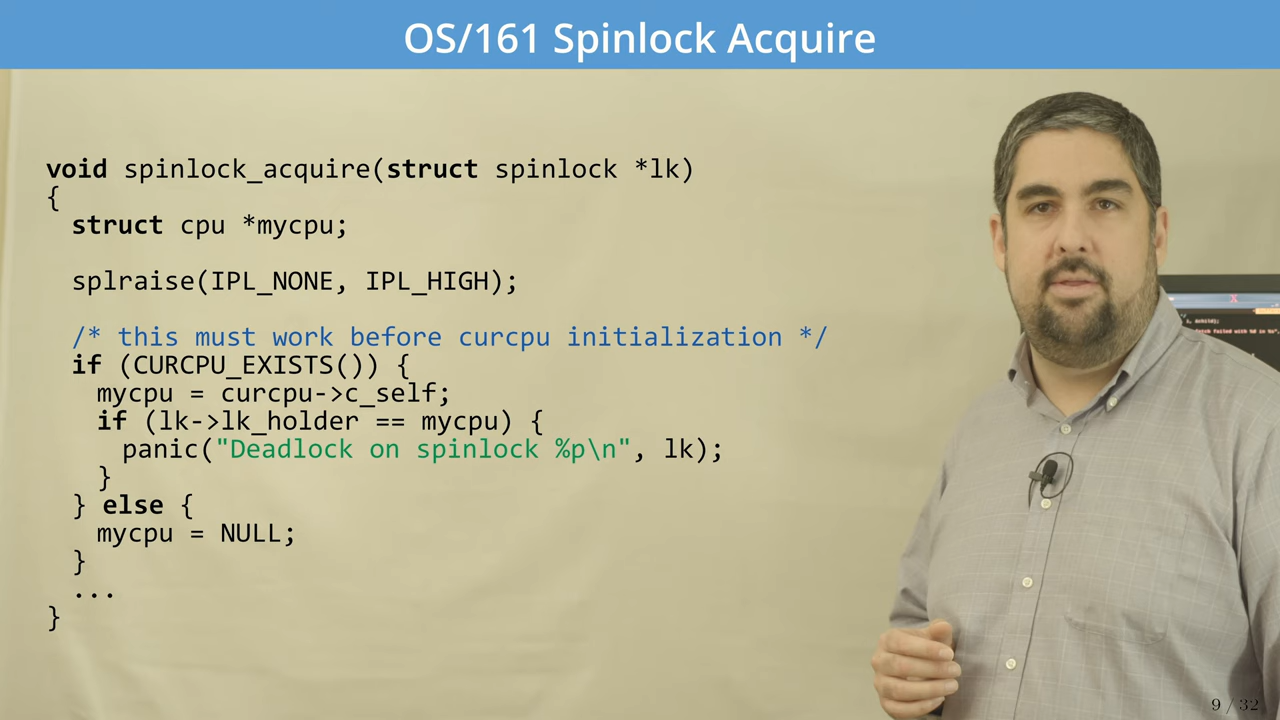 OS/161 Spinlock Acquire
void spinlock_acquire(struct spinlock *lk)
{
struct cpu *mycpu;
splraise(IPL_NONE, IPL_HIGH);
/* this must work before curcpu initialization */
if (CURCPU_EXISTS()) {
mycpu = curcpu->c_self;
if (lk->lk_holder == mycpu) {
panic("Deadlock on spinlock %p\n", lk);
}
} else {
mycpu = NULL;
}
...
}
9 / 32